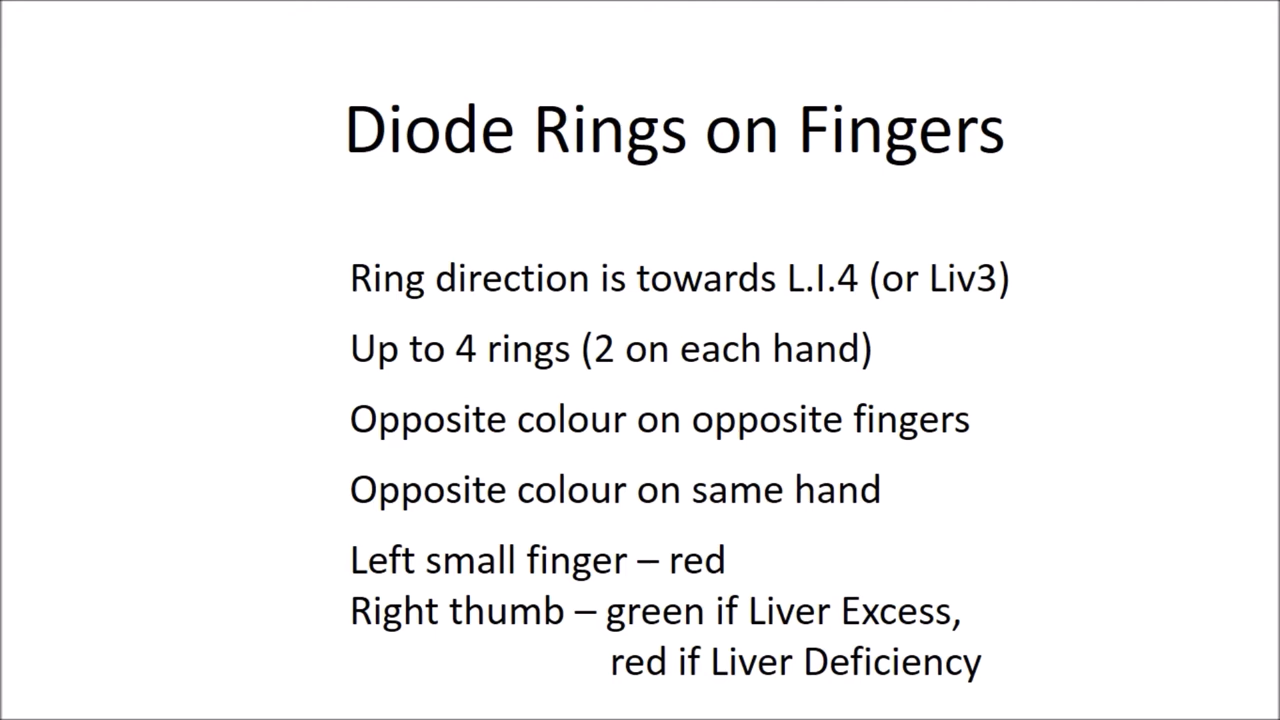 Diode Rings on Fingers
Ring direction is towards L.I.4 (or Liv3)
Up to 4 rings (2 on each hand)
Opposite colour on opposite fingers
Opposite colour on same hand
Left small finger – red
Right thumb – green if Liver Excess,
red if Liver Deficiency